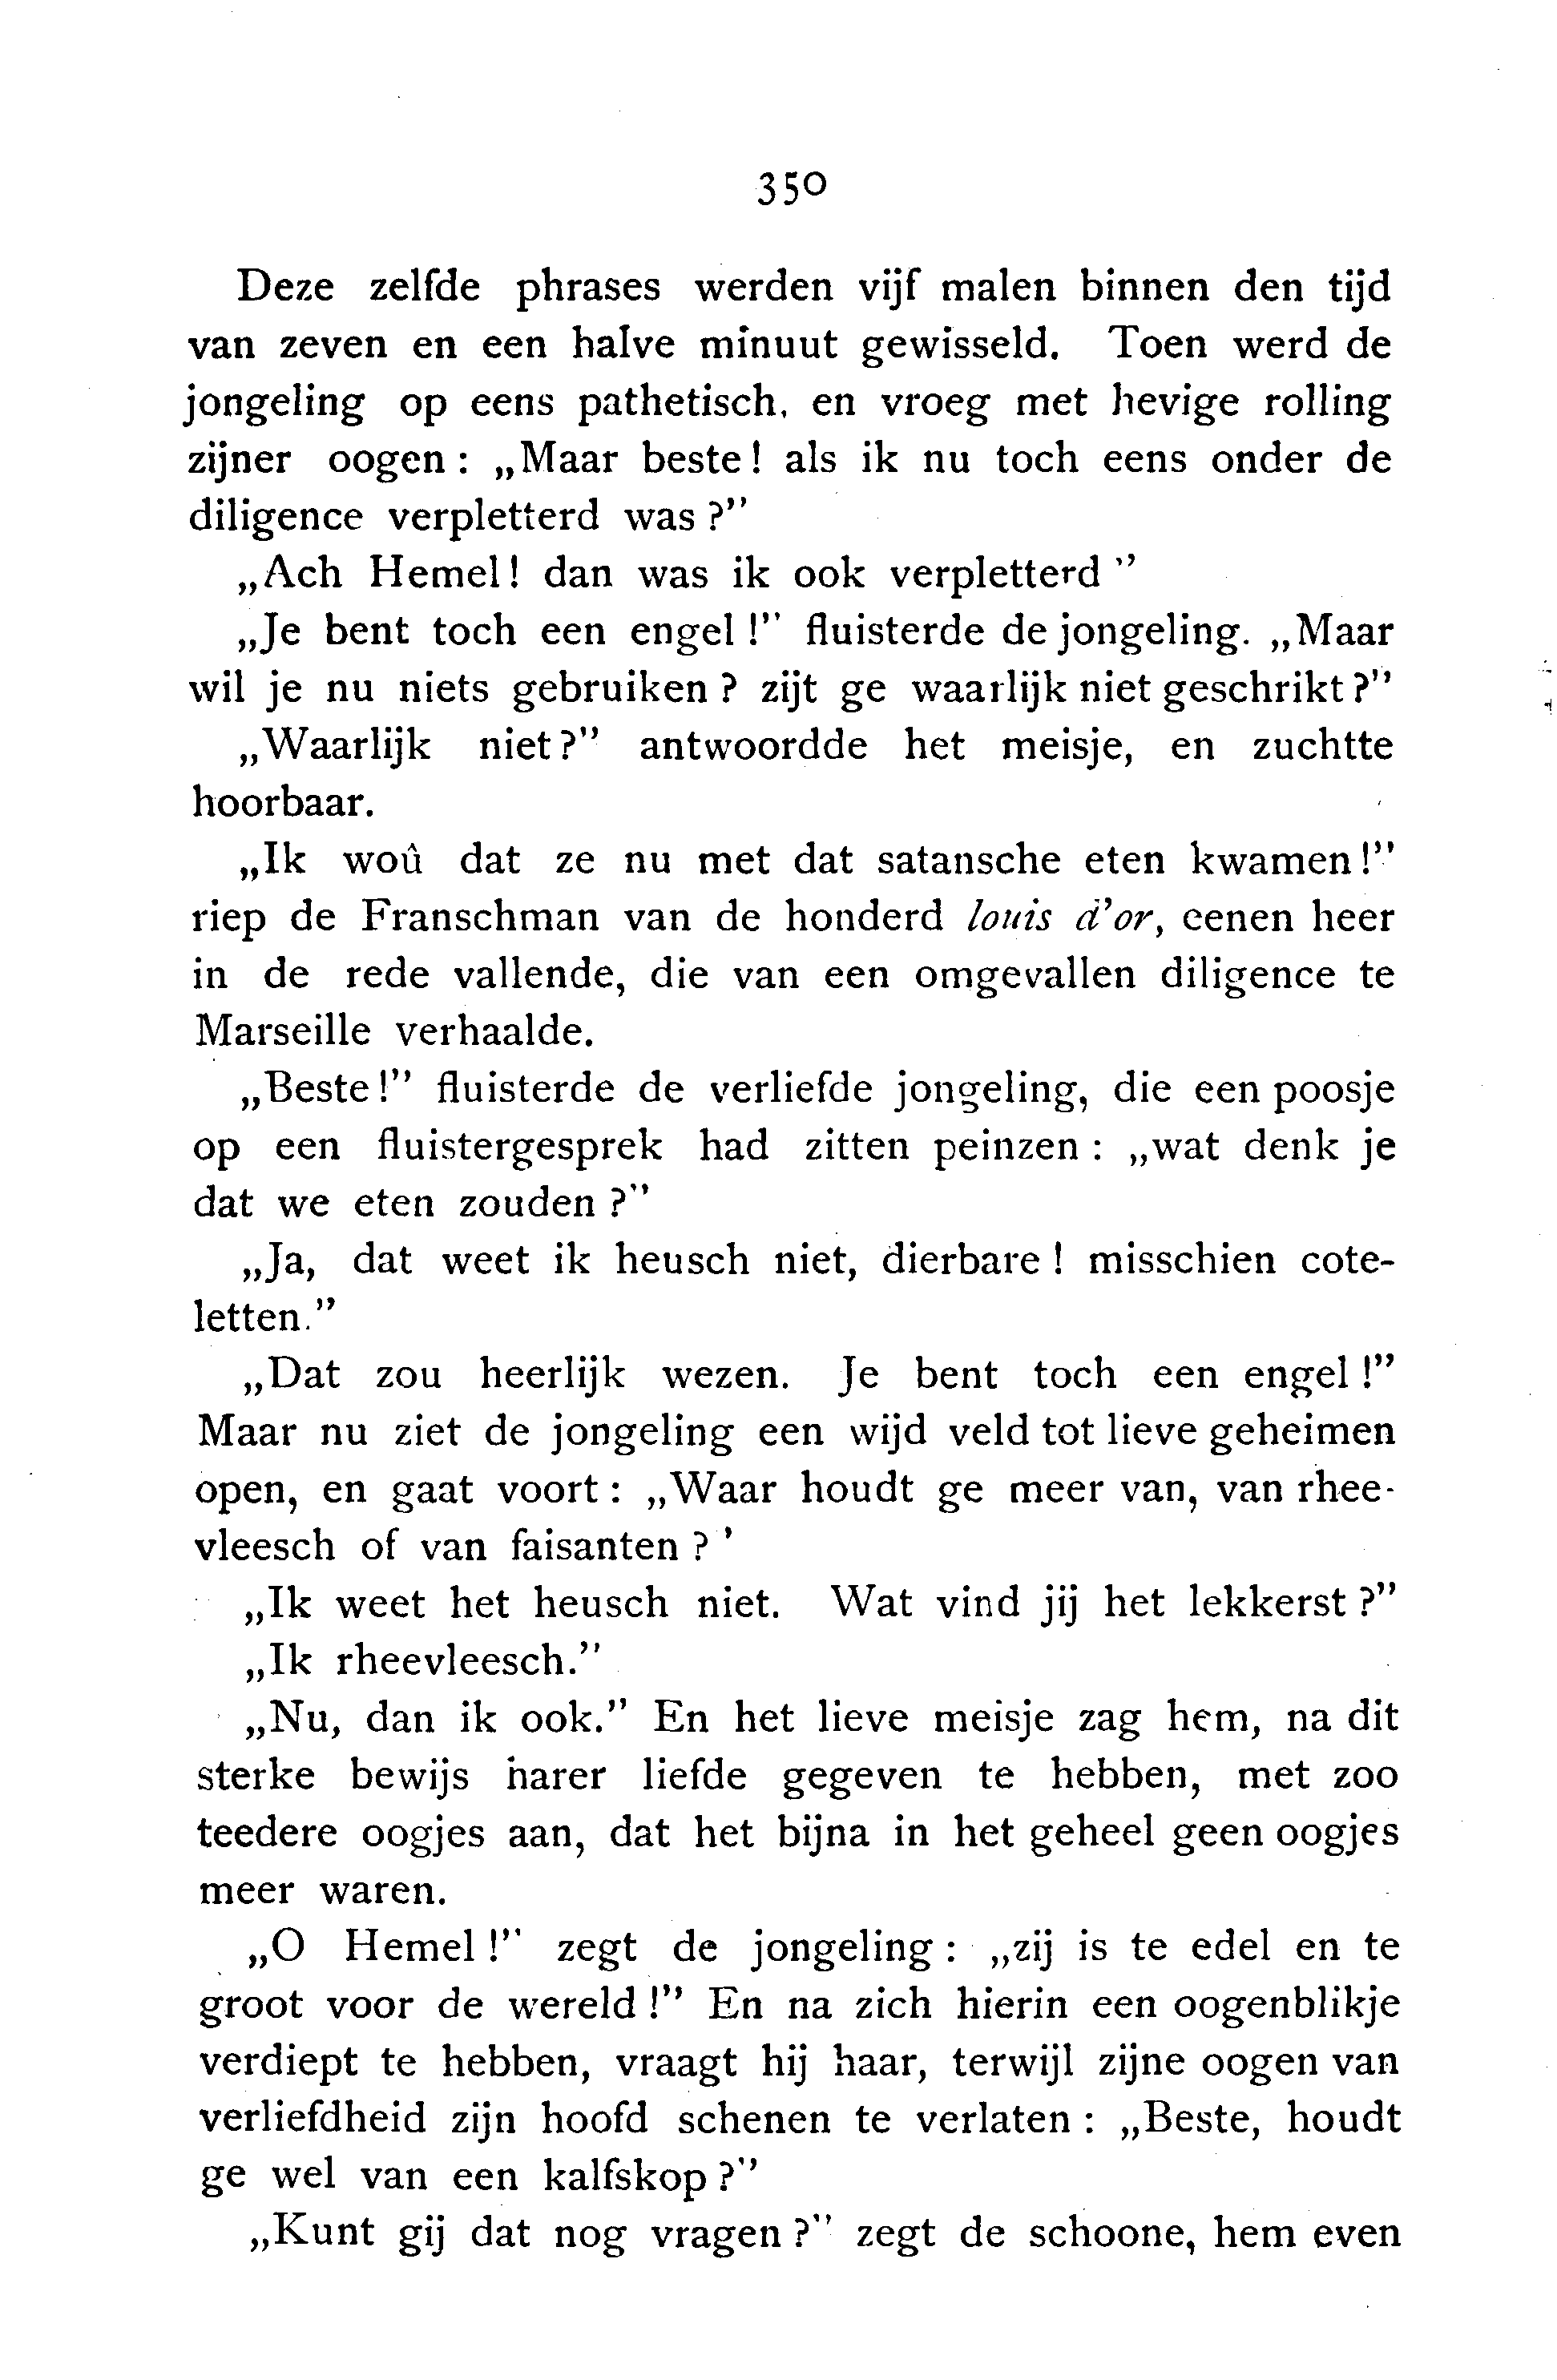 350
Deze zelfde phrases werden vijf malen binnen den tijd
van zeven en een halve minuut gewisseld. Toen werd de
jongeling op eens pathetisch, en vroeg met hevige rolling
zijner oogen : „Maar beste! als ik nu toch eens onder de
diligence verpletterd was ?”
„Ach Hemel! dan was ik ook verpletterd ”
„Je bent toch een engel !” fluisterde de jongeling. „Maar
wil je nu niets gebruiken ? zijt ge waarlijk niet geschrikt ?”
„Waarlijk niet ?” antwoordde het meisje, en zuchtte
hoorbaar.
„Ik woû dat ze nu met dat satansche eten kwamen !”
riep de Franschman van de honderd louis d’or, eenen heer
in de rede vallende, die van een omgevallen diligence te
Marseille verhaalde.
„Beste !” fluisterde de verliefde jongeling, die een poosje
op een fluistergesprek had zitten peinzen : „wat denk je
dat we eten zouden ?”
„Ja, dat weet ik heusch niet, dierbare ! misschien cote-
letten.”
„Dat zou heerlijk wezen. Je bent toch een engel !”
Maar nu ziet de jongeling een wijd veld tot lieve geheimen
open, en gaat voort : „Waar houdt ge meer van, van rhee-
vleesch of van faisanten ? ’
„Ik weet het heusch niet. Wat vind jij het lekkerst ?”
„Ik rheevleesch.”
„Nu, dan ik ook.” En het lieve meisje zag hem, na dit
sterke bewijs harer liefde gegeven te hebben, met zoo
teedere oogjes aan, dat het bijna in het geheel geen oogjes
meer waren.
„O Hemel !” zegt de jongeling : „zij is te edel en te
groot voor de wereld !” En na zich hierin een oogenblikje
verdiept te hebben, vraagt hij haar, terwijl zijne oogen van
verliefdheid zijn hoofd schenen te verlaten : „Beste, houdt
ge wel van een kalfskop ?”
„Kunt gij dat nog vragen ?” zegt de schoone, hem even